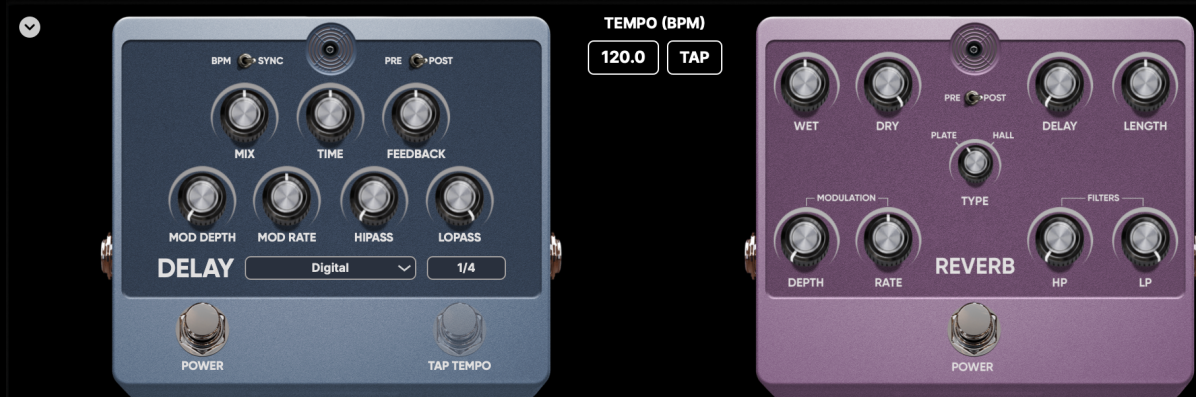 TEMPO (BPM)
120.0 TAP
BPM SYNC
PRE POST
MIX TIME FEEDBACK
MOD DEPTH MOD RATE HIPASS LOPASS
DELAY Digital 1/4
POWER TAP TEMPO
WET DRY PRE POST DELAY LENGTH
PLATE HALL
TYPE
MODULATION FILTERS
DEPTH RATE REVERB HP LP
POWER